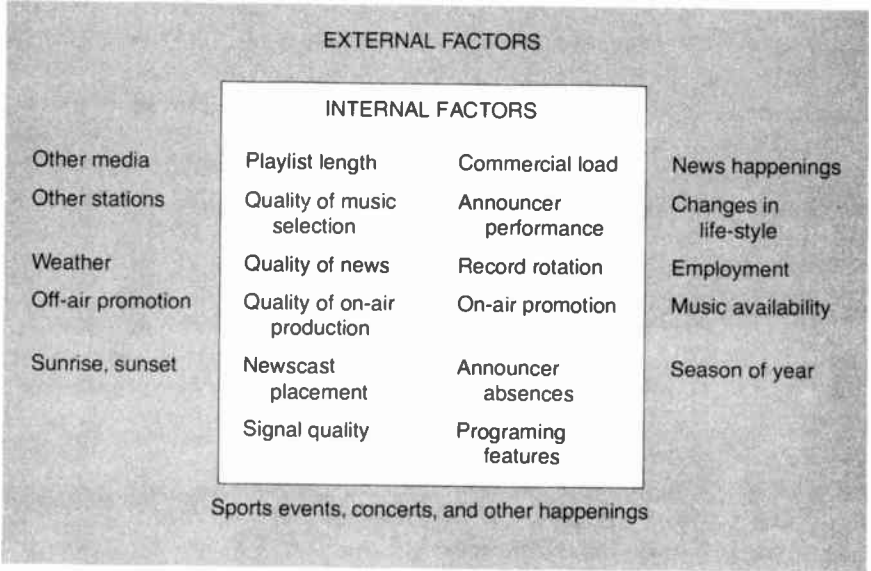 EXTERNAL FACTORS
INTERNAL FACTORS
Other media
Other stations
Weather
Off-air promotion
Sunrise, sunset
Playlist length
Quality of music
selection
Quality of news
Quality of on-air
production
Newscast
placement
Signal quality
Commercial load
Announcer
performance
Record rotation
On-air promotion
Announcer
absences
Programing
features
News happenings
Changes in
life-style
Employment
Music availability
Season of year
Sports events, concerts, and other happenings